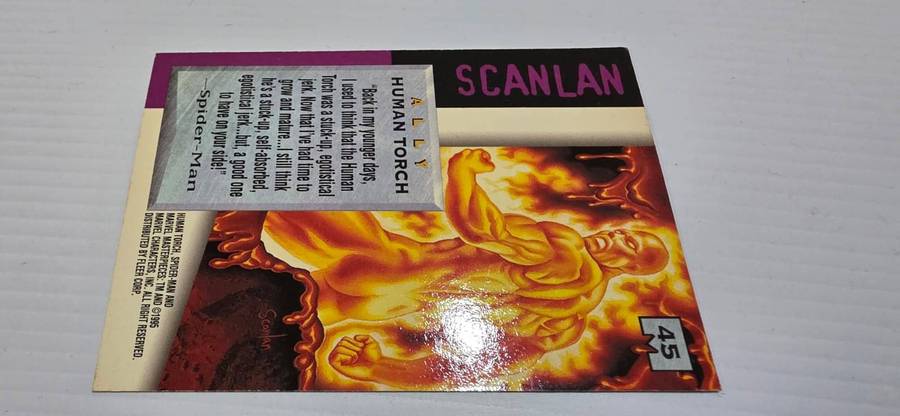 SCANLAN
ALLY
HUMAN TORCH
"Back in my younger days,
I used to think that the Human
Torch was a stuck-up, egotistical
jerk. Now that I've had time to
grow and mature...I still think
he's a stuck-up, self-absorbed,
egotistical jerk...but, a good one
to have on your side!"
—Spider-Man
45
Scanlan
HUMAN TORCH, SPIDER-MAN AND
MARVEL MASTERPIECES: TM AND ©1995
MARVEL CHARACTERS, INC. ALL RIGHT RESERVED.
DISTRIBUTED BY FLEER CORP.